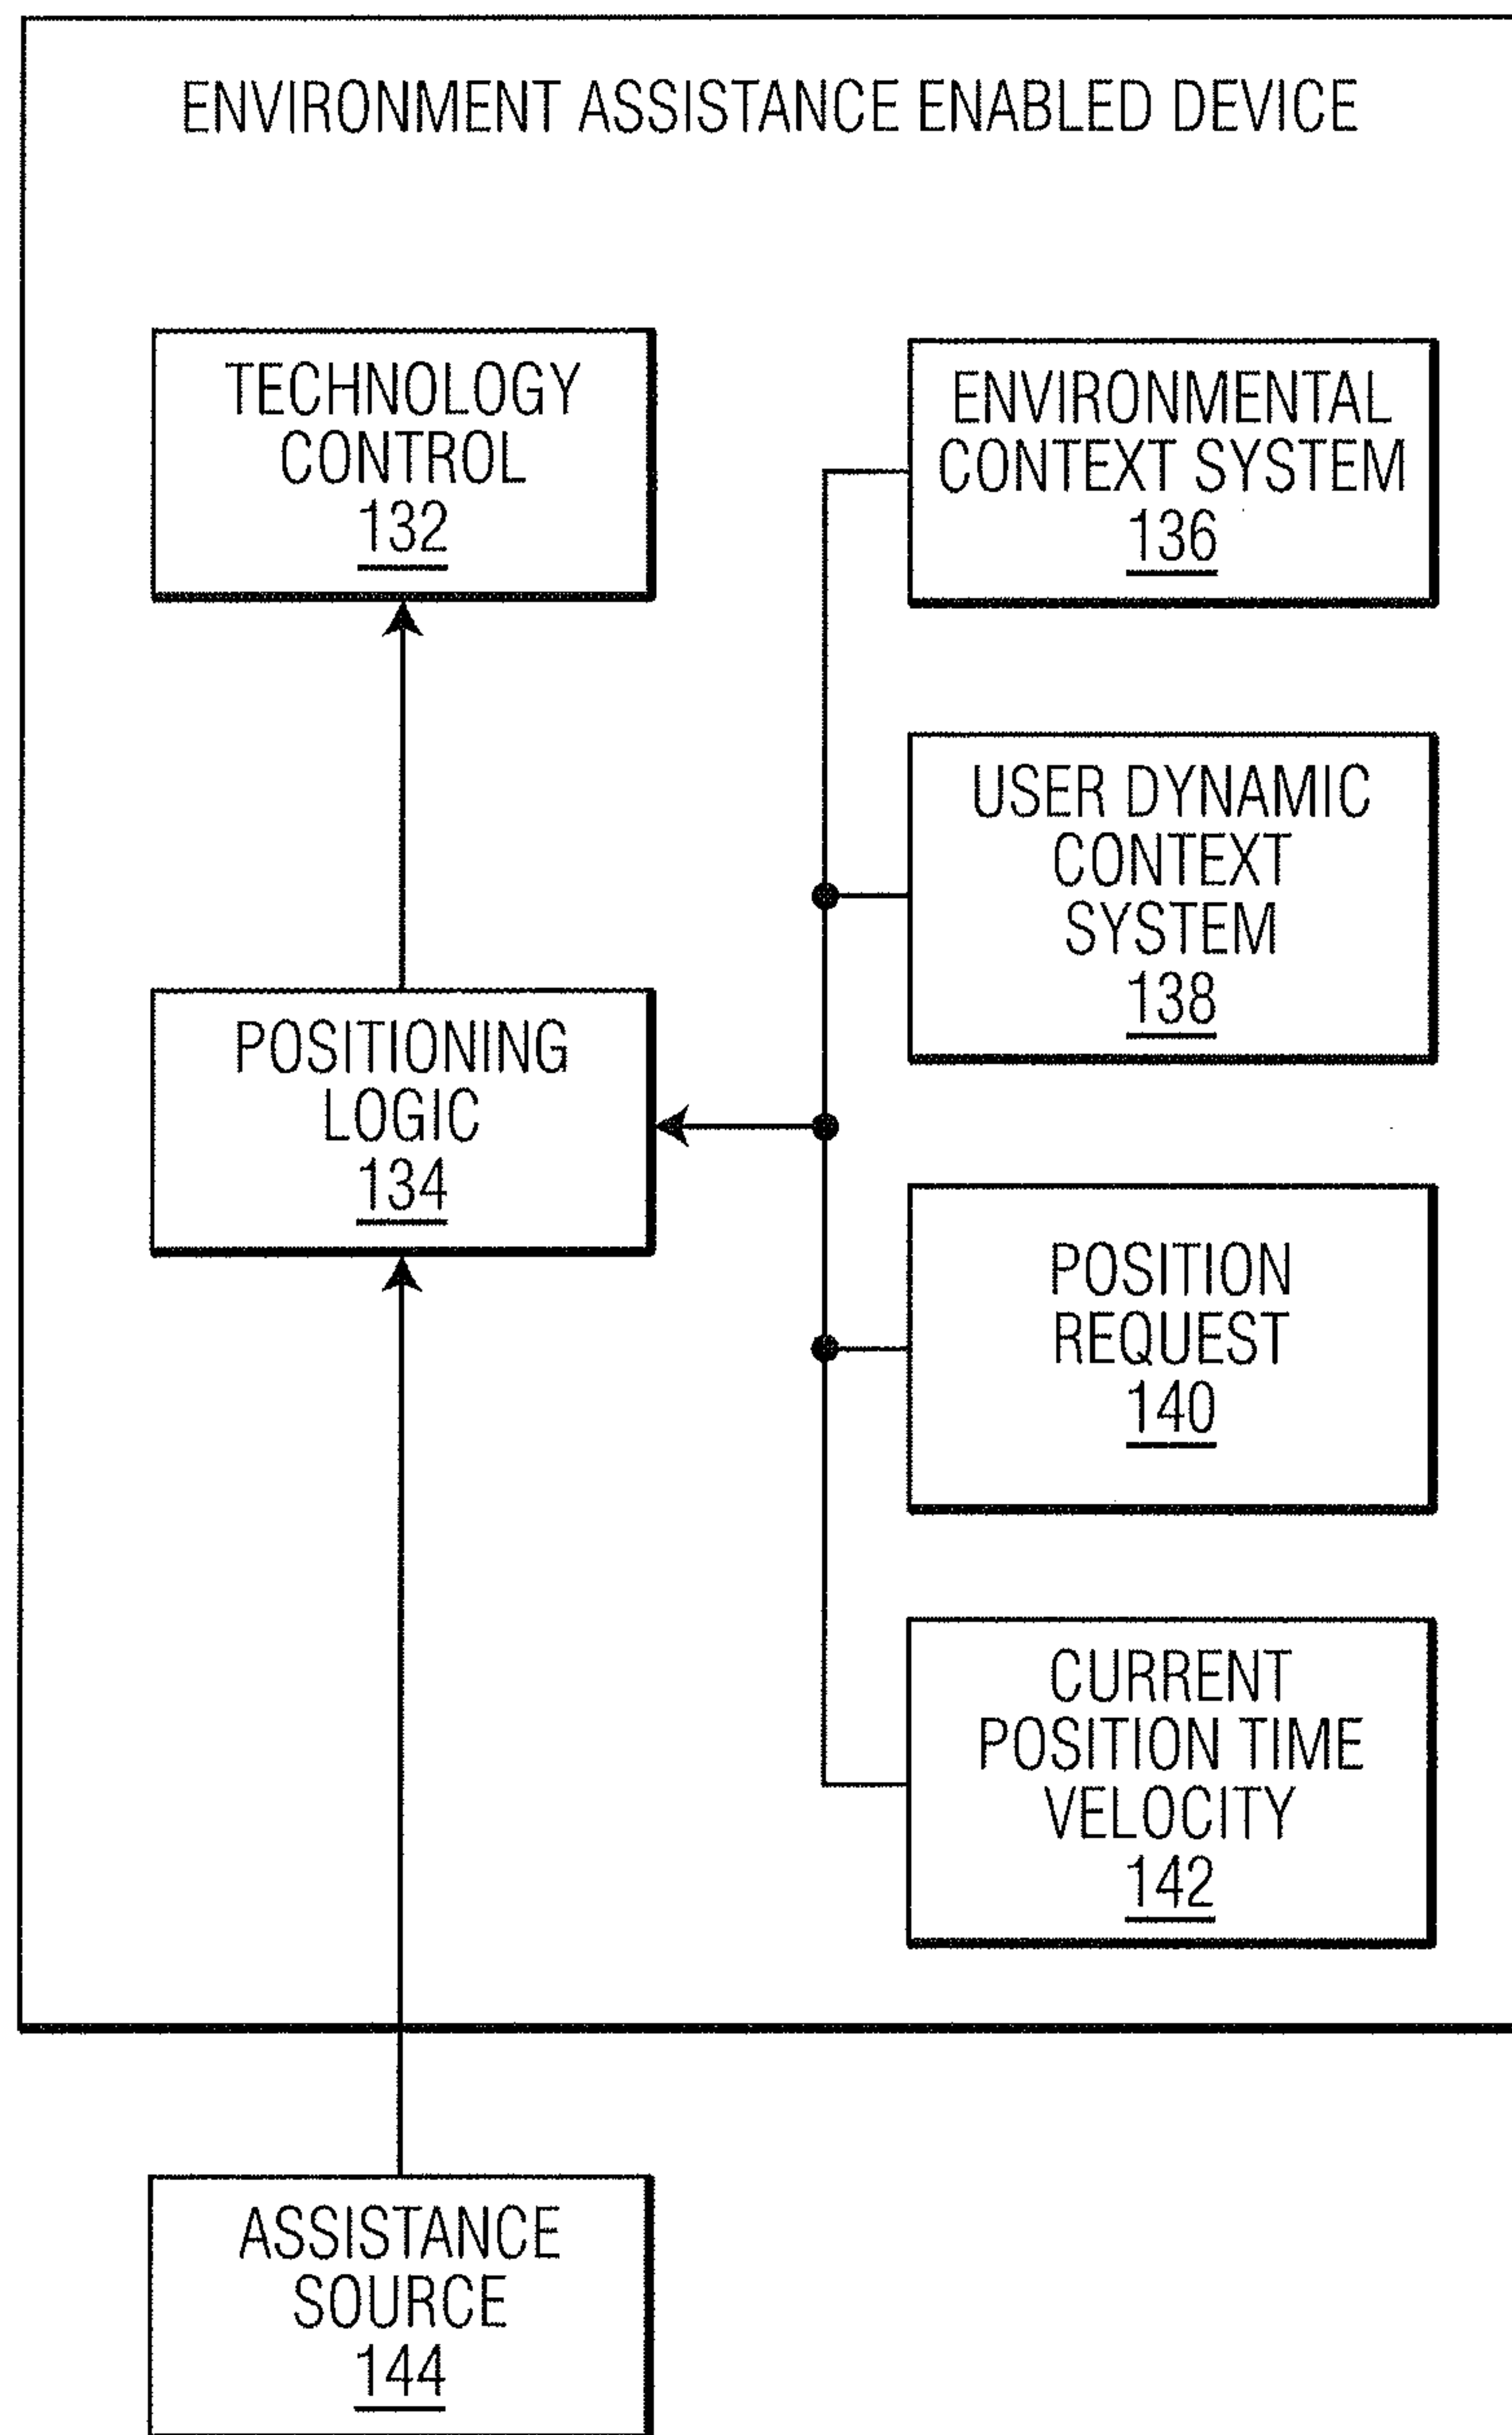 ENVIRONMENT ASSISTANCE ENABLED DEVICE
TECHNOLOGY
CONTROL
132
ENVIRONMENTAL
CONTEXT SYSTEM
136
USER DYNAMIC
CONTEXT
SYSTEM
138
POSITIONING
LOGIC
134
POSITION
REQUEST
140
CURRENT
POSITION TIME
VELOCITY
142
ASSISTANCE
SOURCE
144